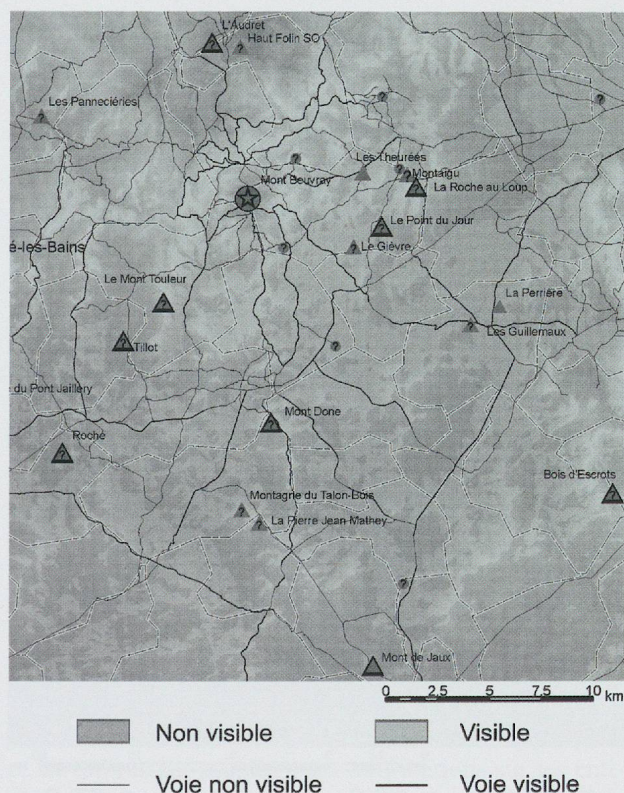 L'Audret
Haut Folin SO
Les Panneciéries
Les Theurées
Montaigu
Mont Beuvray
La Roche au Loup
Le Point du Jour
é-les-Bains
Le Gièvre
Le Mont Touleur
La Perrière
Les Guillemaux
Tillot
du Pont Jaillery
Mont Done
Roche
Bois d'Escrots
Montagne du Talon-Bois
La Pierre Jean Mathey
Mont de Jaux
0 2,5 5 7,5 10
km
Non visible
Visible
Voie non visible
Voie visible